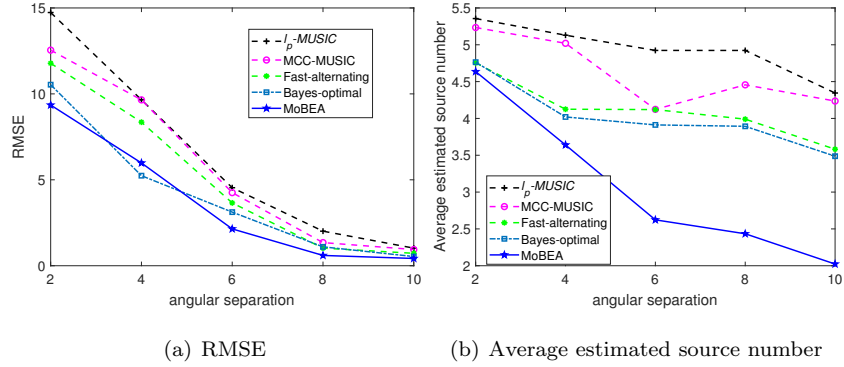 15
10
5
0
RMSE
2
4
6
8
10
angular separation
l_p-MUSIC
MCC-MUSIC
Fast-alternating
Bayes-optimal
MoBEA
(a) RMSE
5.5
5
4.5
4
3.5
3
2.5
2
Average estimated source number
2
4
6
8
10
angular separation
l_p-MUSIC
MCC-MUSIC
Fast-alternating
Bayes-optimal
MoBEA
(b) Average estimated source number